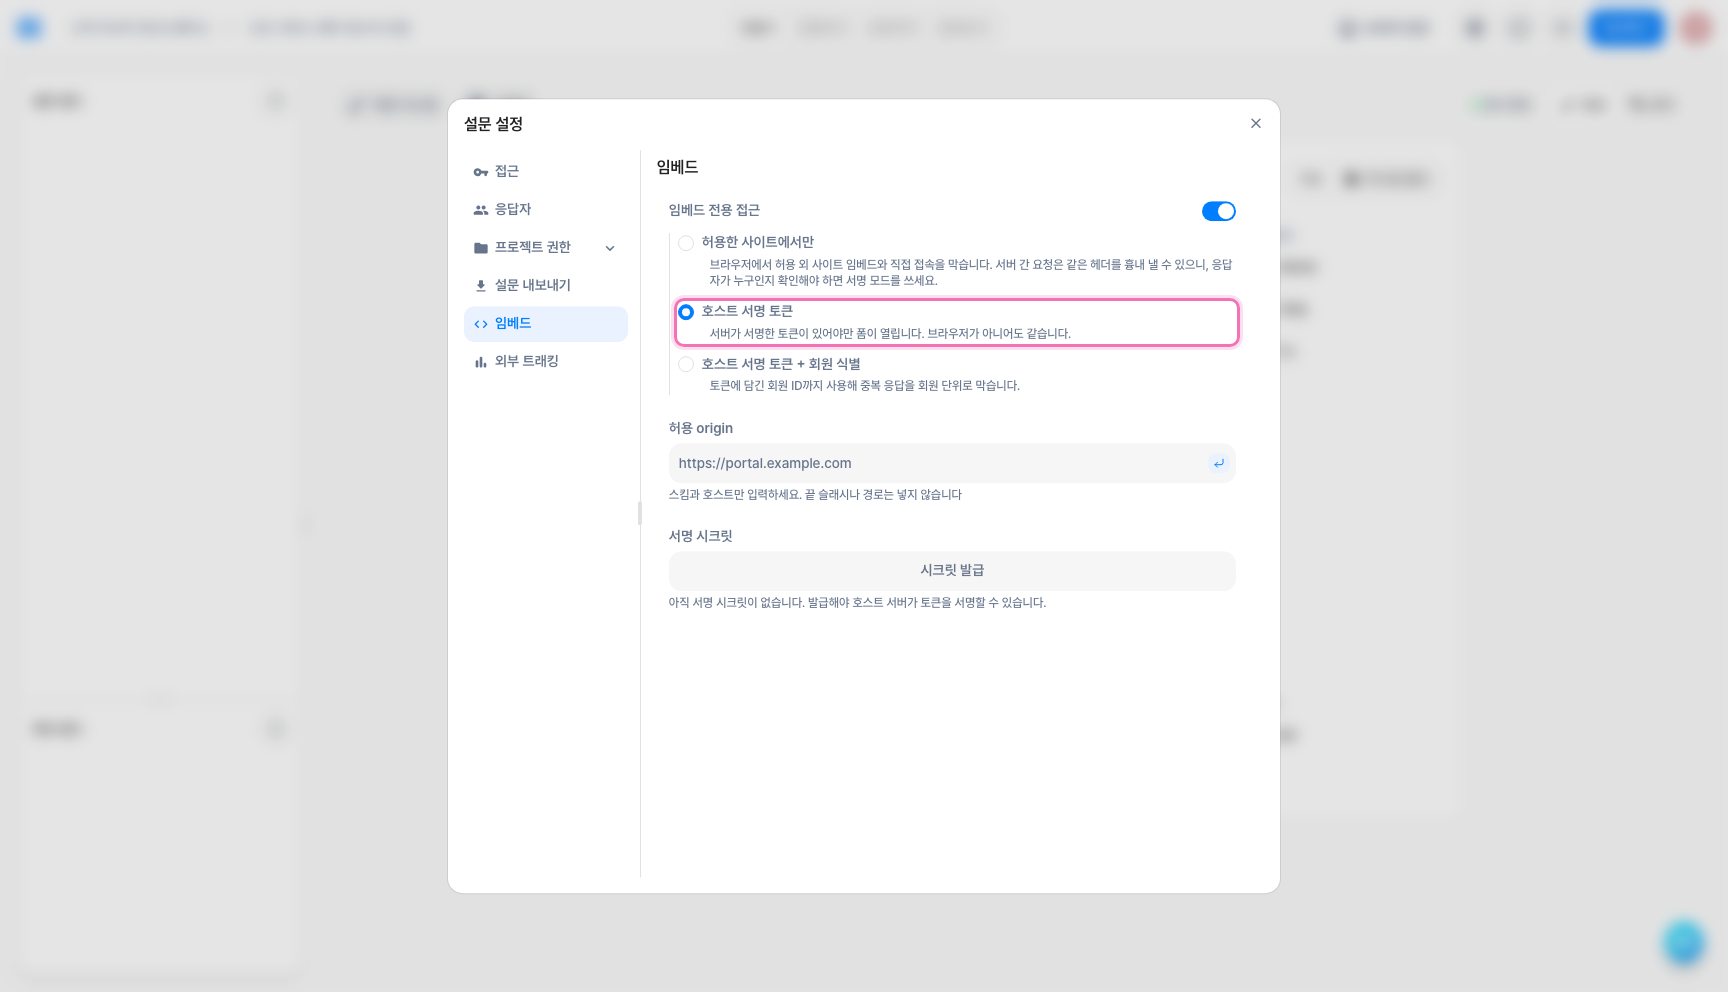 설문 설정
접근
응답자
프로젝트 권한
설문 내보내기
임베드
외부 트래킹
임베드
임베드 전용 접근
허용한 사이트에서만
브라우저에서 허용 외 사이트 임베드와 직접 접속을 막습니다. 서버 간 요청은 같은 헤더를 흉내 낼 수 있으니, 응답
자가 누구인지 확인해야 하면 서명 모드를 쓰세요.
호스트 서명 토큰
서버가 서명한 토큰이 있어야만 폼이 열립니다. 브라우저가 아니어도 같습니다.
호스트 서명 토큰 + 회원 식별
토큰에 담긴 회원 ID까지 사용해 중복 응답을 회원 단위로 막습니다.
허용 origin
https://portal.example.com
스킴과 호스트만 입력하세요. 끝 슬래시나 경로는 넣지 않습니다
서명 시크릿
시크릿 발급
아직 서명 시크릿이 없습니다. 발급해야 호스트 서버가 토큰을 서명할 수 있습니다.